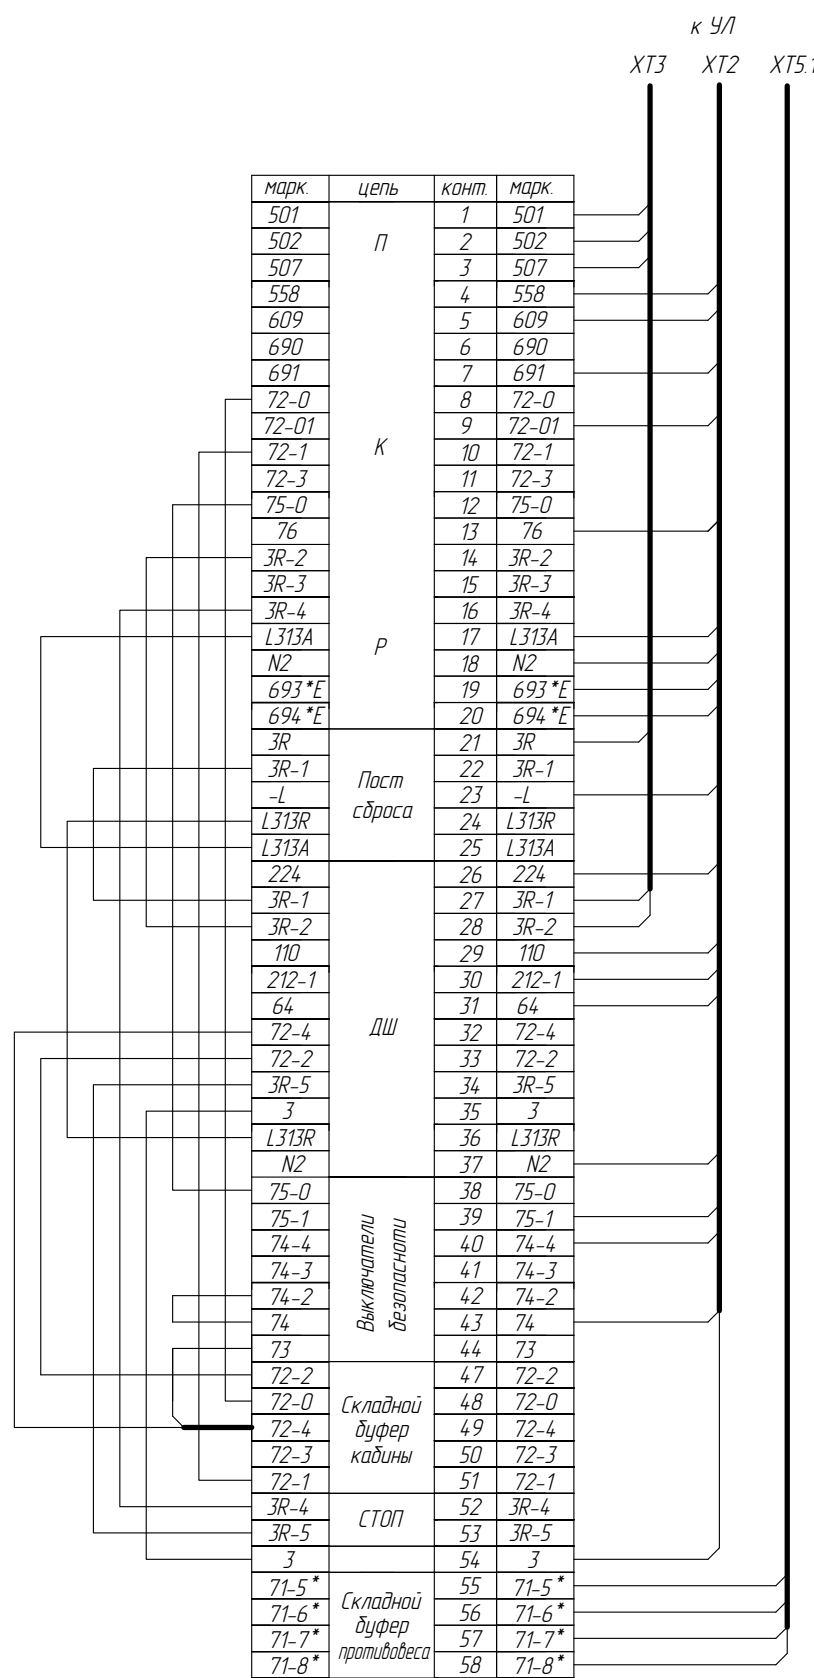 к УЛ
ХТ3 ХТ2 ХТ5.1
марк. цепь конт. марк.
501 П 1 501
502 2 502
507 3 507
558 4 558
609 5 609
690 6 690
691 7 691
72-0 8 72-0
72-01 9 72-01
72-1 К 10 72-1
72-3 11 72-3
75-0 12 75-0
76 13 76
3R-2 14 3R-2
3R-3 15 3R-3
3R-4 16 3R-4
L313A Р 17 L313A
N2 18 N2
693*Е 19 693*Е
694*Е 20 694*Е
3R 21 3R
3R-1 Пост 22 3R-1
-L сброса 23 -L
L313R 24 L313R
L313A 25 L313A
224 26 224
3R-1 27 3R-1
3R-2 28 3R-2
110 29 110
212-1 30 212-1
64 31 64
72-4 ДШ 32 72-4
72-2 33 72-2
3R-5 34 3R-5
3 35 3
L313R 36 L313R
N2 37 N2
75-0 38 75-0
75-1 39 75-1
74-4 Выключатели 40 74-4
74-3 безопасноти 41 74-3
74-2 42 74-2
74 43 74
73 44 73
72-2 47 72-2
72-0 Складной 48 72-0
72-4 буфер 49 72-4
72-3 кабины 50 72-3
72-1 51 72-1
3R-4 СТОП 52 3R-4
3R-5 53 3R-5
3 54 3
71-5* Складной 55 71-5*
71-6* буфер 56 71-6*
71-7* противовеса 57 71-7*
71-8* 58 71-8*